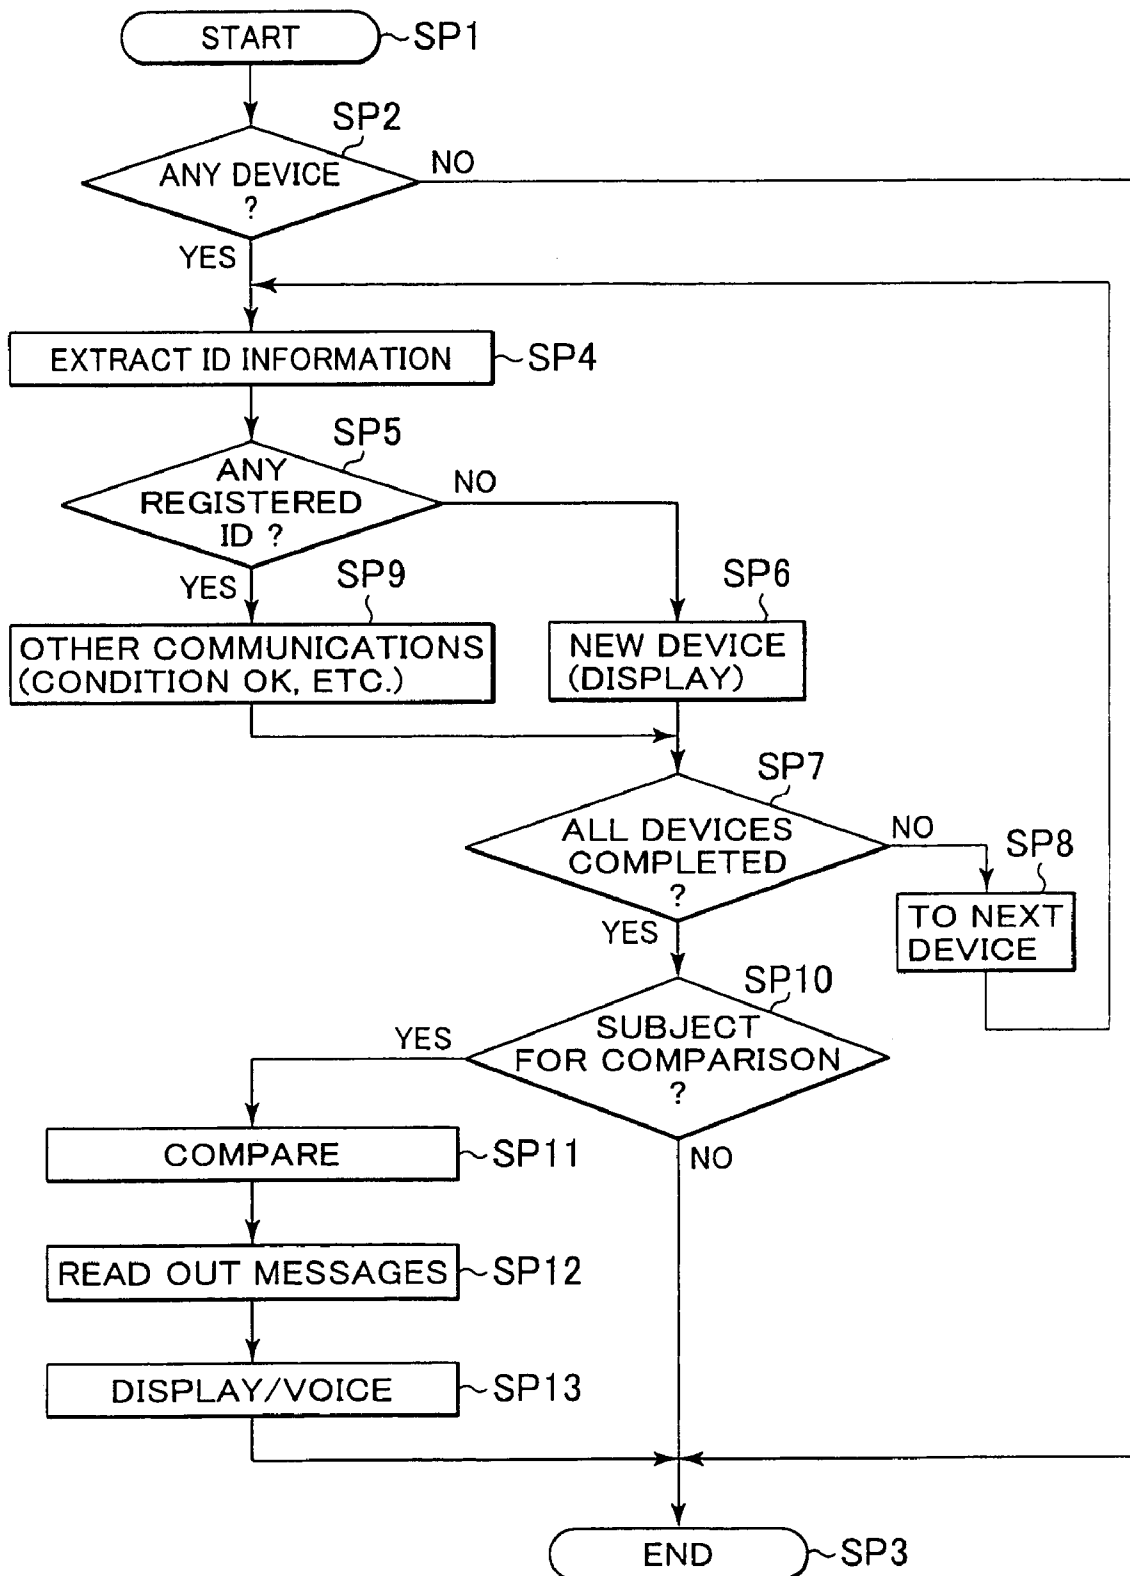 START
SP1
SP2
ANY DEVICE
?
NO
YES
EXTRACT ID INFORMATION
SP4
SP5
ANY
REGISTERED
ID ?
NO
YES
SP9
SP6
OTHER COMMUNICATIONS
(CONDITION OK, ETC.)
NEW DEVICE
(DISPLAY)
SP7
ALL DEVICES
COMPLETED
?
NO
SP8
TO NEXT
DEVICE
YES
SP10
SUBJECT
FOR COMPARISON
?
YES
NO
COMPARE
SP11
READ OUT MESSAGES
SP12
DISPLAY/VOICE
SP13
END
SP3